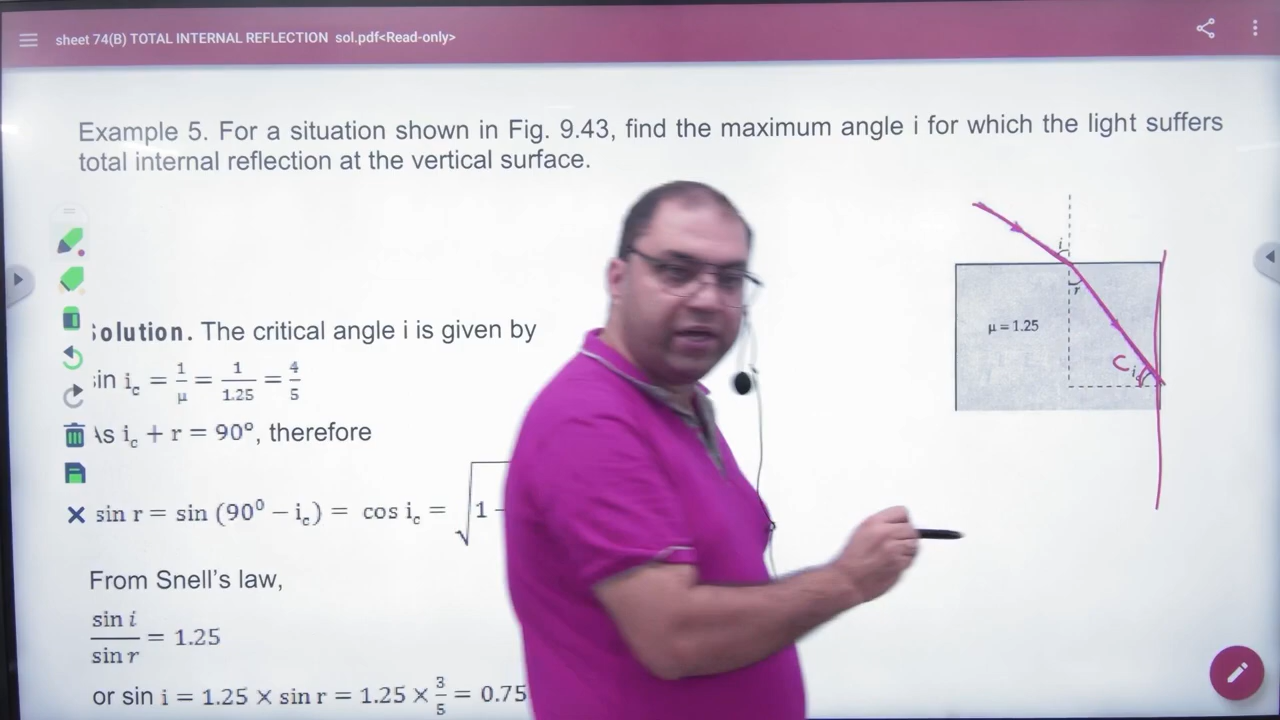 sheet 74(B) TOTAL INTERNAL REFLECTION sol.pdf<Read-only>
Example 5. For a situation shown in Fig. 9.43, find the maximum angle i for which the light suffers
total internal reflection at the vertical surface.
i
r
μ = 1.25
C i
olution. The critical angle i is given by
in i_c = 1/μ = 1/1.25 = 4/5
As i_c + r = 90°, therefore
sin r = sin (90⁰ − i_c) = cos i_c = √1 -
From Snell's law,
sin i / sin r = 1.25
or sin i = 1.25 × sin r = 1.25 × 3/5 = 0.75